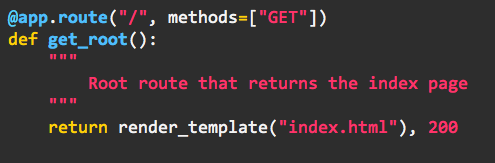 @app.route("/", methods=["GET"])
def get_root():
    """
        Root route that returns the index page
    """
    return render_template("index.html"), 200